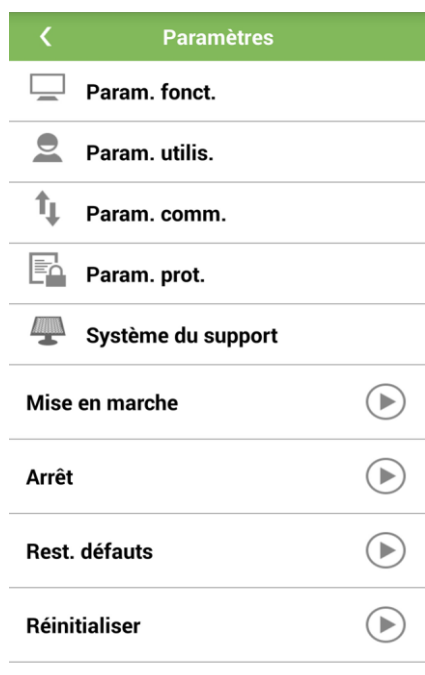 Paramètres
Param. fonct.
Param. utilis.
Param. comm.
Param. prot.
Système du support
Mise en marche
Arrêt
Rest. défauts
Réinitialiser